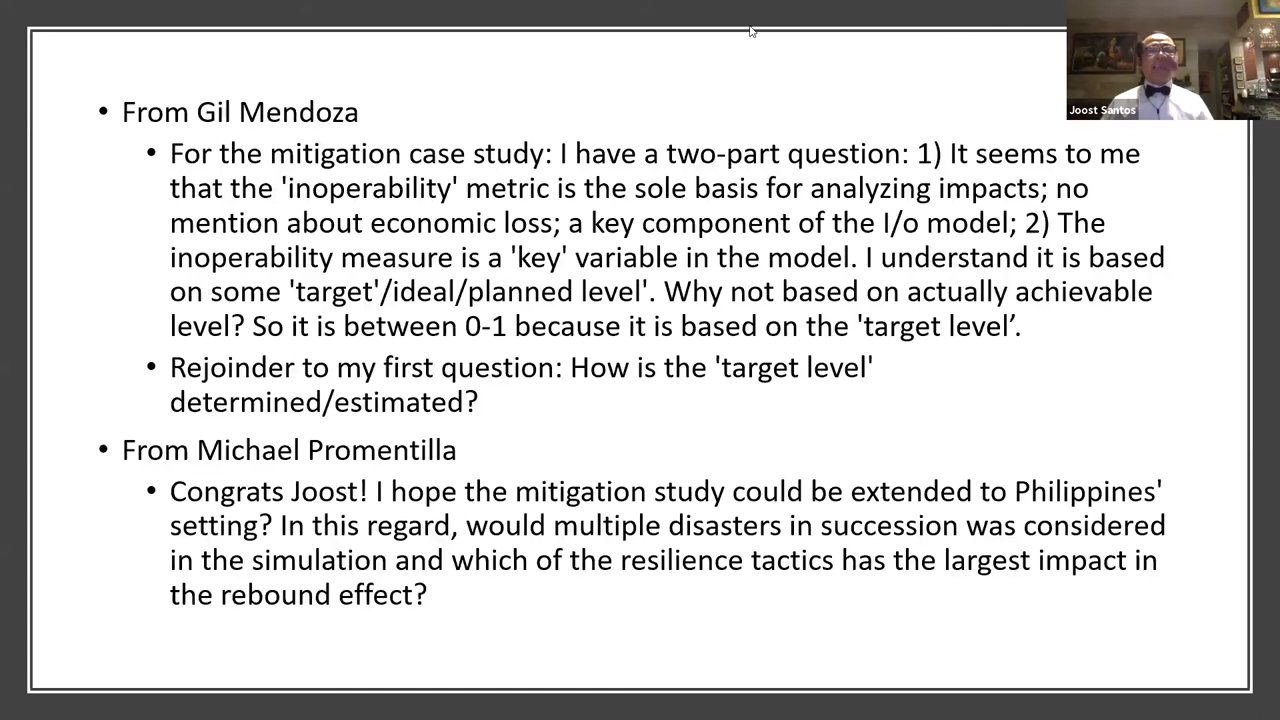 Joost Santos
• From Gil Mendoza
• For the mitigation case study: I have a two-part question: 1) It seems to me
that the 'inoperability' metric is the sole basis for analyzing impacts; no
mention about economic loss; a key component of the I/o model; 2) The
inoperability measure is a 'key' variable in the model. I understand it is based
on some 'target'/ideal/planned level'. Why not based on actually achievable
level? So it is between 0-1 because it is based on the 'target level’.
• Rejoinder to my first question: How is the 'target level'
determined/estimated?
• From Michael Promentilla
• Congrats Joost! I hope the mitigation study could be extended to Philippines'
setting? In this regard, would multiple disasters in succession was considered
in the simulation and which of the resilience tactics has the largest impact in
the rebound effect?